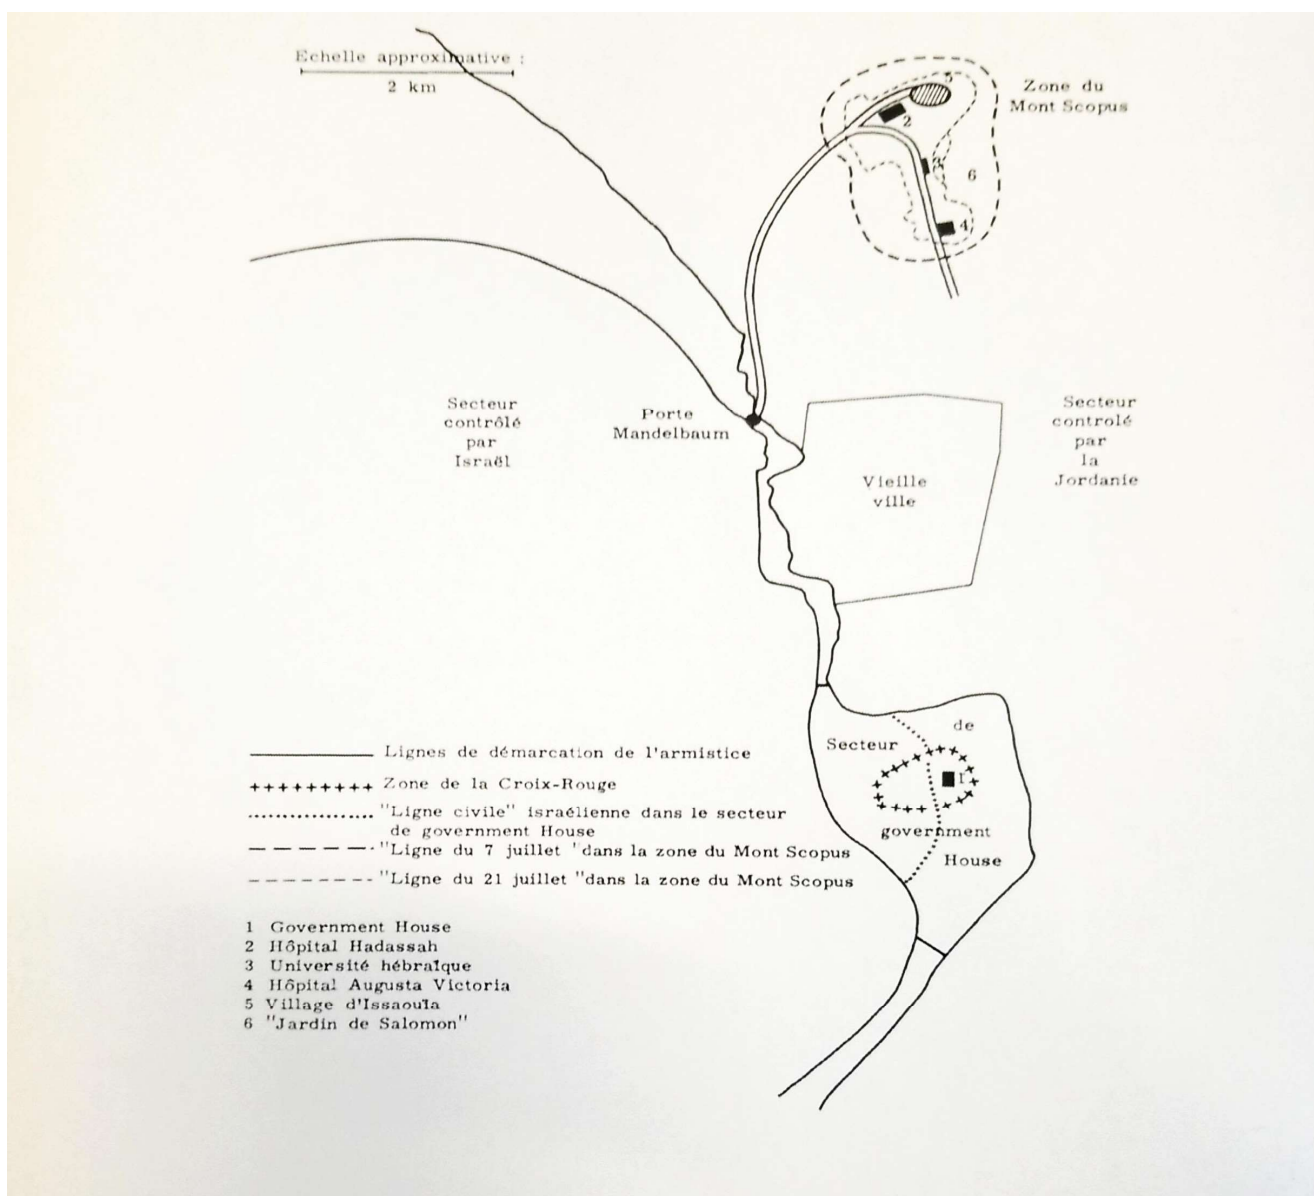 Echelle approximative :
2 km
Zone du
Mont Scopus
5
2
3
6
4
Secteur
contrôlé
par
Israël
Porte
Mandelbaum
Vieille
ville
Secteur
controlé
par
la
Jordanie
Secteur
de
1
government
House
Lignes de démarcation de l'armistice
Zone de la Croix-Rouge
"Ligne civile" israélienne dans le secteur
de government House
"Ligne du 7 juillet "dans la zone du Mont Scopus
"Ligne du 21 juillet "dans la zone du Mont Scopus
1 Government House
2 Hôpital Hadassah
3 Université hébraîque
4 Hôpital Augusta Victoria
5 Village d'Issaouîa
6 "Jardin de Salomon"